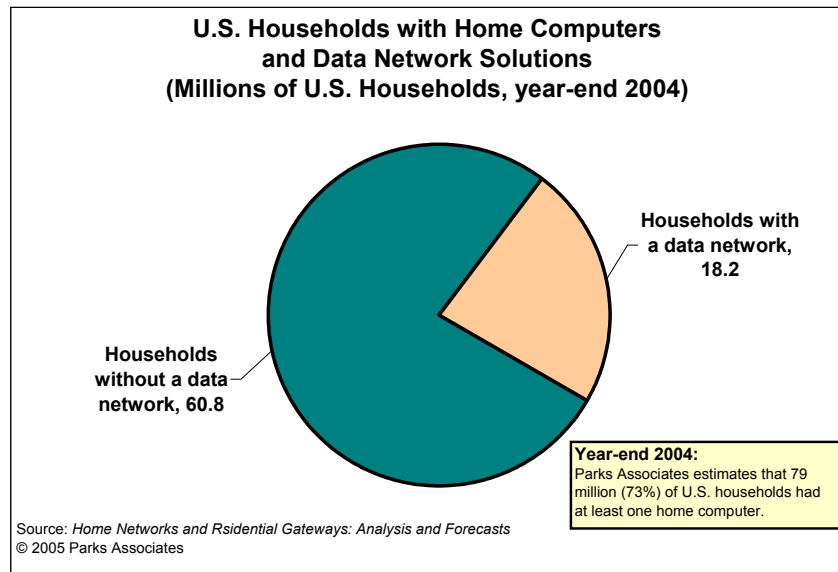 U.S. Households with Home Computers
and Data Network Solutions
(Millions of U.S. Households, year-end 2004)
Households with
a data network,
18.2
Households
without a data
network, 60.8
Year-end 2004:
Parks Associates estimates that 79
million (73%) of U.S. households had
at least one home computer.
Source: Home Networks and Rsidential Gateways: Analysis and Forecasts
© 2005 Parks Associates